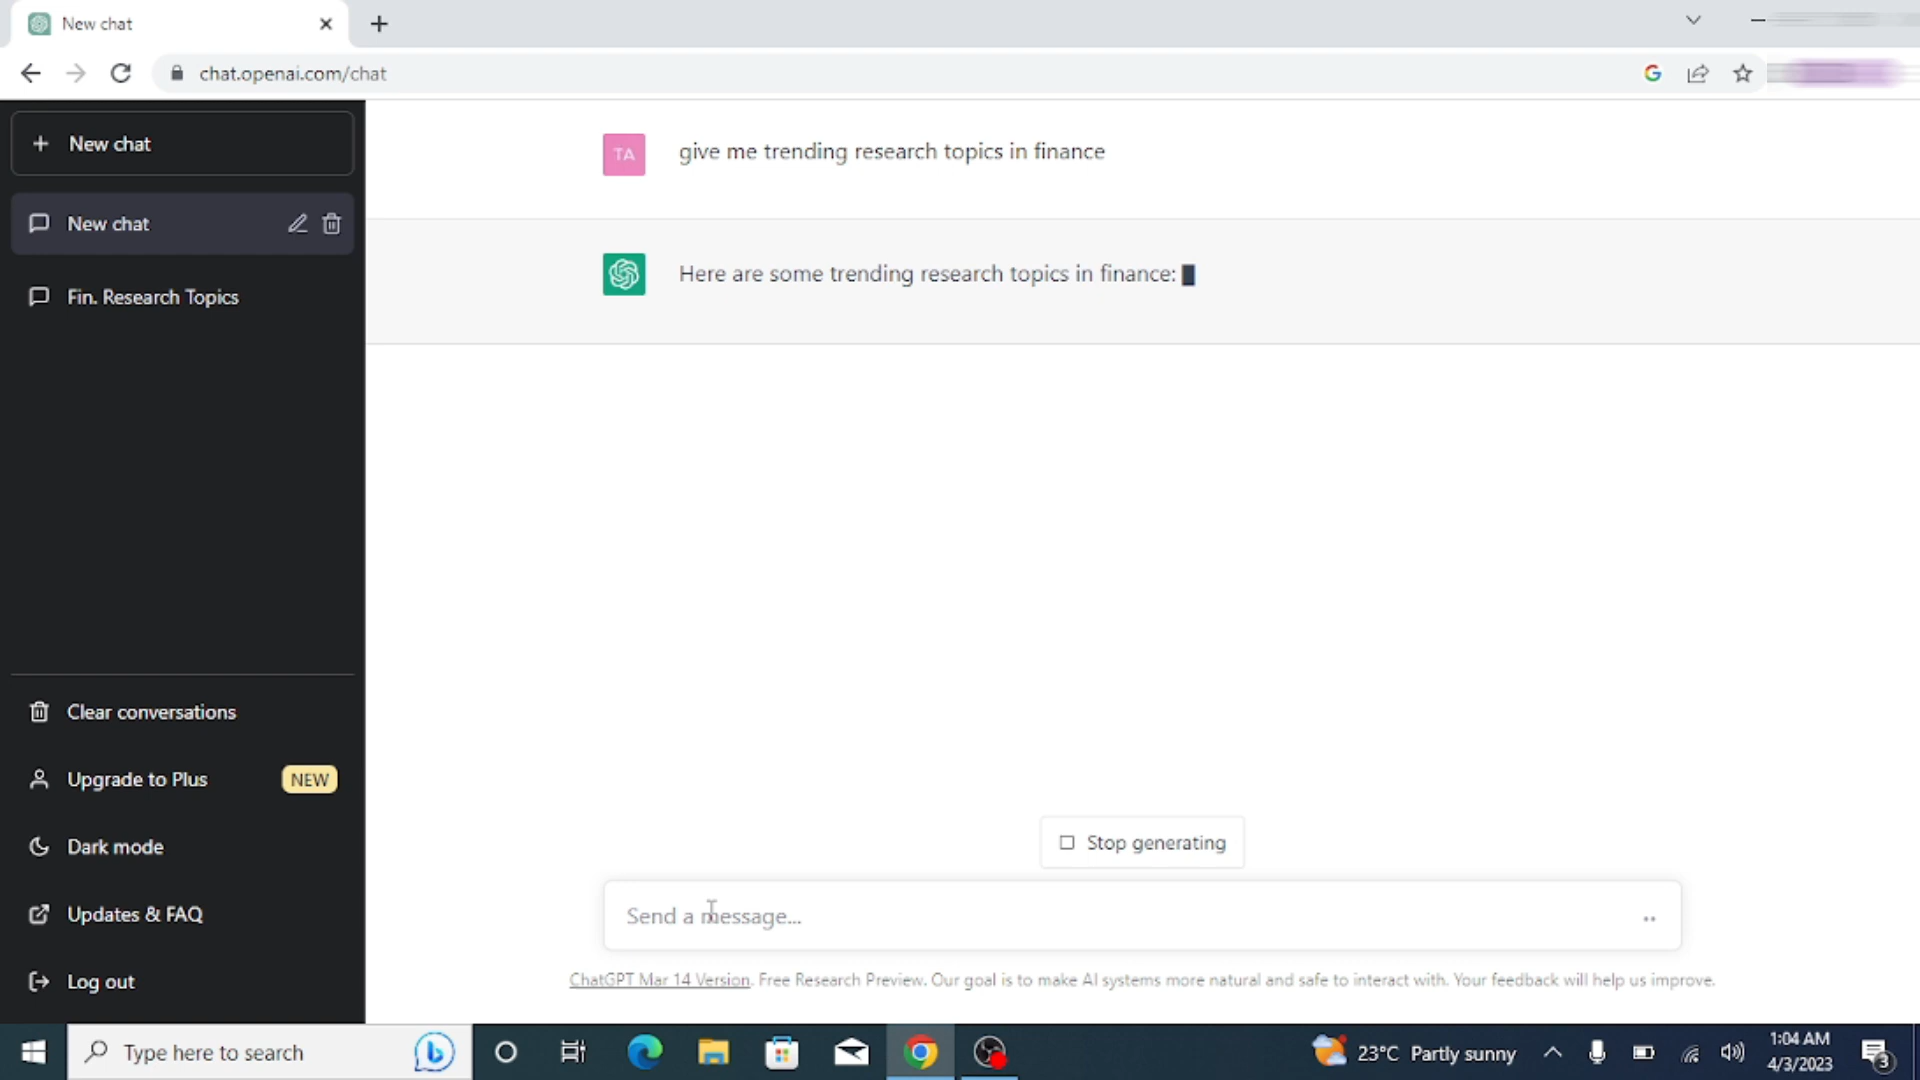 New chat
chat.openai.com/chat
New chat
New chat
Fin. Research Topics
Clear conversations
Upgrade to Plus NEW
Dark mode
Updates & FAQ
Log out
TA give me trending research topics in finance
Here are some trending research topics in finance:
Stop generating
Send a message...
ChatGPT Mar 14 Version. Free Research Preview. Our goal is to make AI systems more natural and safe to interact with. Your feedback will help us improve.
Type here to search
23°C Partly sunny
1:04 AM
4/3/2023
3